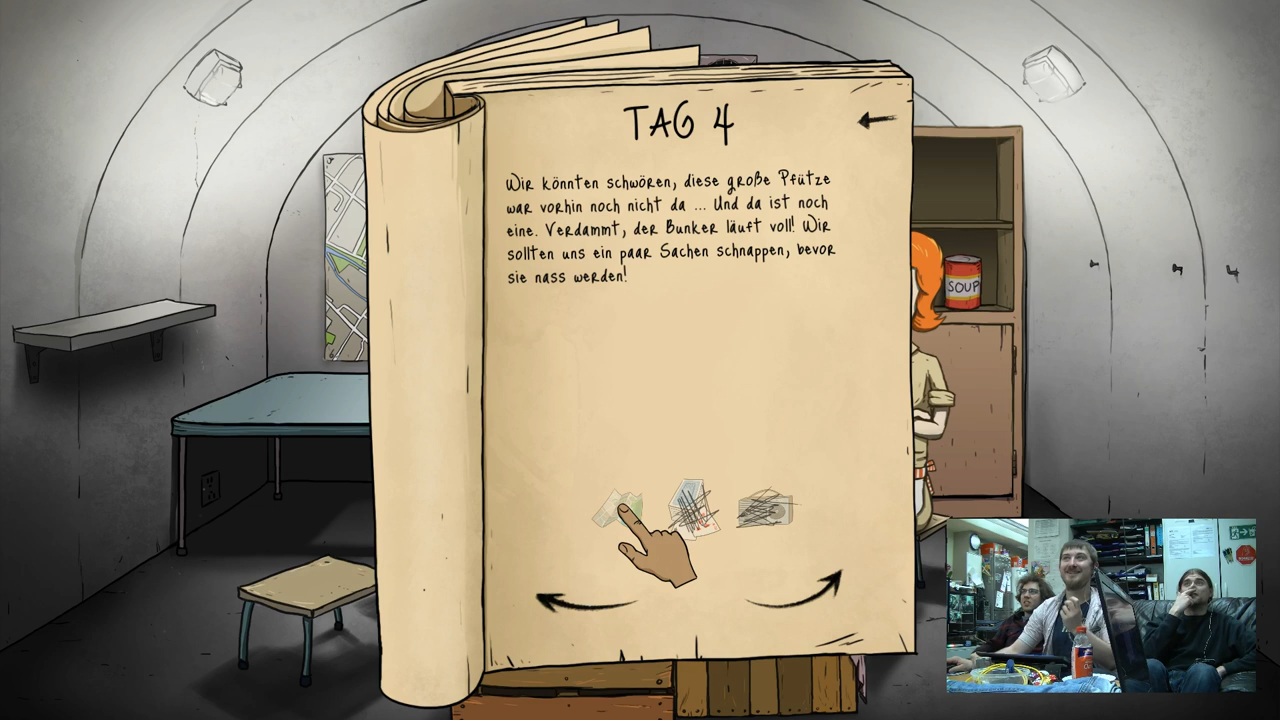 TAG 4
Wir könnten schwören, diese große Pfütze
war vorhin noch nicht da ... Und da ist noch
eine. Verdammt, der Bunker läuft voll! Wir
sollten uns ein paar Sachen schnappen, bevor
sie nass werden!
SOUP